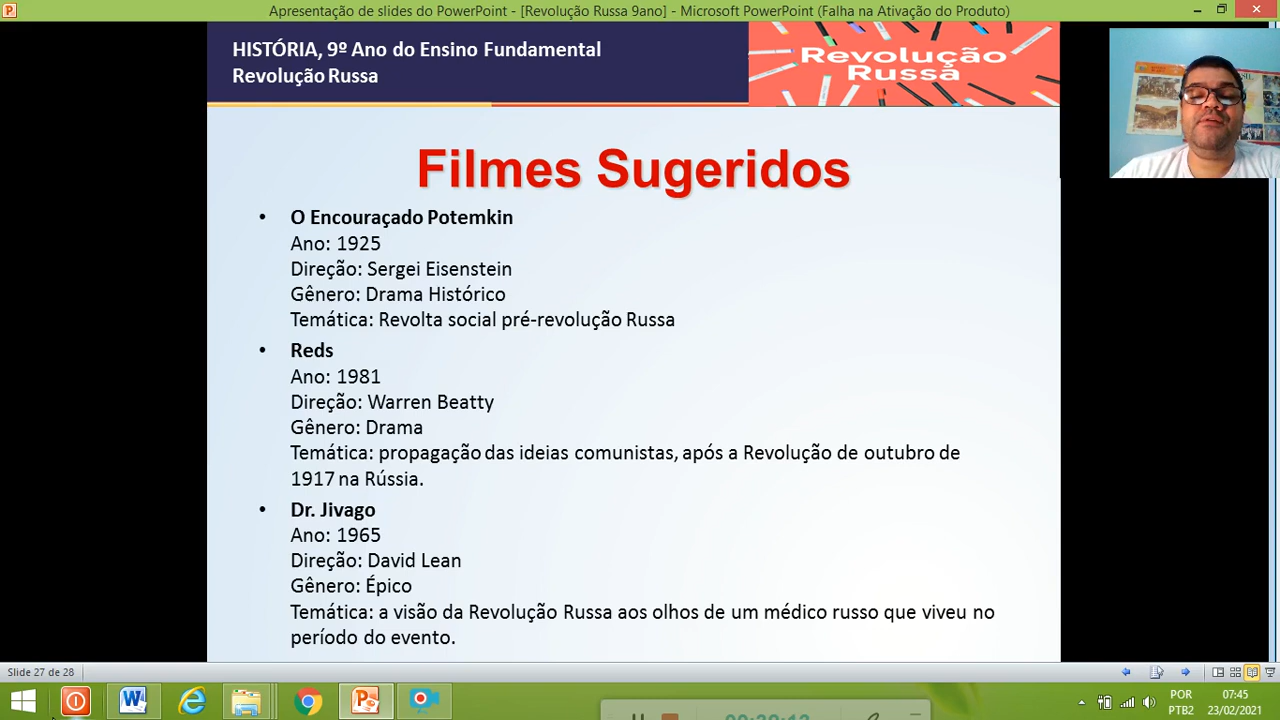 Apresentação de slides do PowerPoint - [Revolução Russa 9ano] - Microsoft PowerPoint (Falha na Ativação do Produto)
HISTÓRIA, 9º Ano do Ensino Fundamental
Revolução Russa
Revolução
Russa
Filmes Sugeridos
• O Encouraçado Potemkin
Ano: 1925
Direção: Sergei Eisenstein
Gênero: Drama Histórico
Temática: Revolta social pré-revolução Russa
• Reds
Ano: 1981
Direção: Warren Beatty
Gênero: Drama
Temática: propagação das ideias comunistas, após a Revolução de outubro de
1917 na Rússia.
• Dr. Jivago
Ano: 1965
Direção: David Lean
Gênero: Épico
Temática: a visão da Revolução Russa aos olhos de um médico russo que viveu no
período do evento.
Slide 27 de 28
POR
PTB2
07:45
23/02/2021